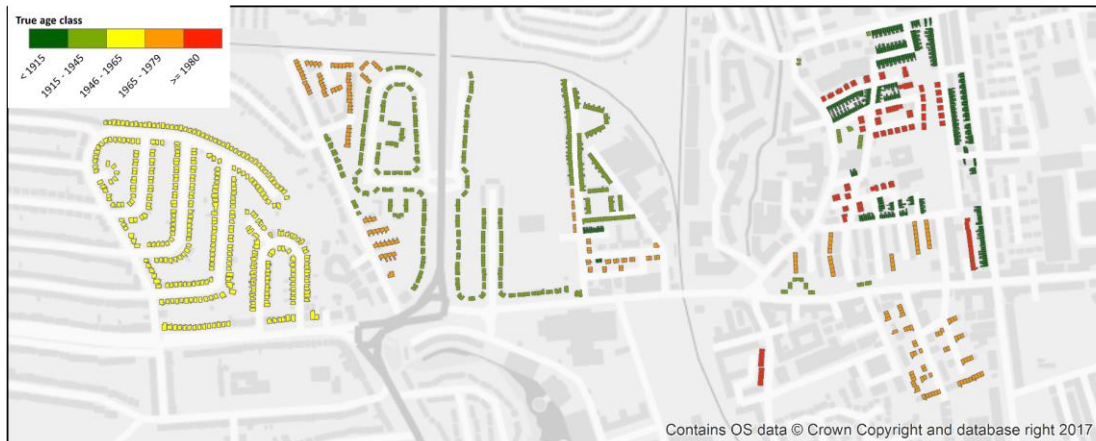 True age class
< 1915
1915 - 1945
1946 - 1965
1965 - 1979
>= 1980
Contains OS data © Crown Copyright and database right 2017